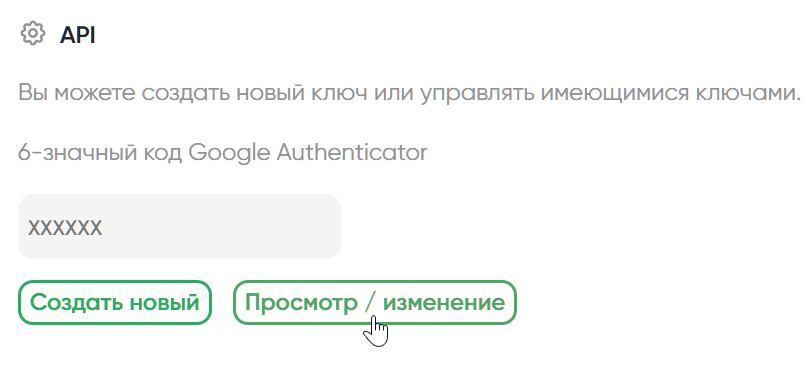 API
Вы можете создать новый ключ или управлять имеющимися ключами.
6-значный код Google Authenticator
XXXXXX
Создать новый
Просмотр / изменение